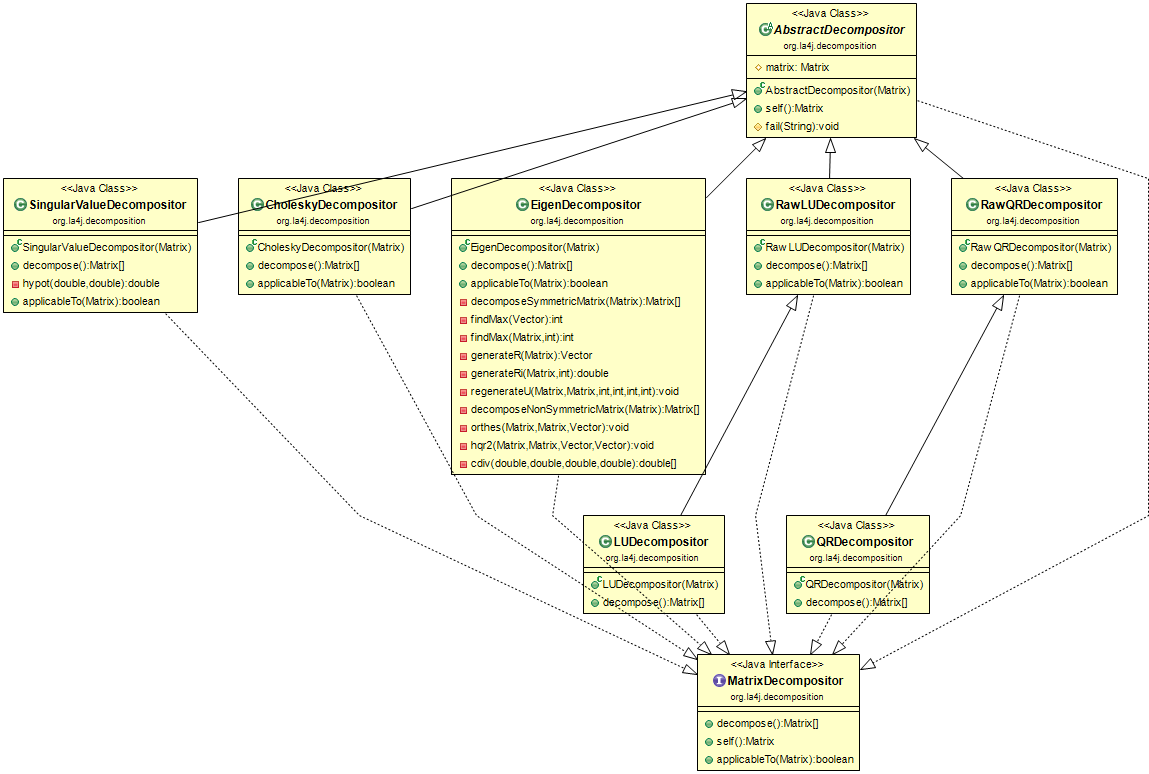 <<Java Class>>
AbstractDecompositor
org.la4j.decomposition
matrix: Matrix
AbstractDecompositor(Matrix)
self():Matrix
fail(String):void
<<Java Class>>
SingularValueDecompositor
org.la4j.decomposition
SingularValueDecompositor(Matrix)
decompose():Matrix[]
hypot(double,double):double
applicableTo(Matrix):boolean
<<Java Class>>
CholeskyDecompositor
org.la4j.decomposition
CholeskyDecompositor(Matrix)
decompose():Matrix[]
applicableTo(Matrix):boolean
<<Java Class>>
EigenDecompositor
org.la4j.decomposition
EigenDecompositor(Matrix)
decompose():Matrix[]
applicableTo(Matrix):boolean
decomposeSymmetricMatrix(Matrix):Matrix[]
findMax(Vector):int
findMax(Matrix,int):int
generateR(Matrix):Vector
generateRi(Matrix,int):double
regenerateU(Matrix,Matrix,int,int,int,int):void
decomposeNonSymmetricMatrix(Matrix):Matrix[]
orthes(Matrix,Matrix,Vector):void
hqr2(Matrix,Matrix,Vector,Vector):void
cdiv(double,double,double,double):double[]
<<Java Class>>
RawLUDecompositor
org.la4j.decomposition
RawLUDecompositor(Matrix)
decompose():Matrix[]
applicableTo(Matrix):boolean
<<Java Class>>
RawQRDecompositor
org.la4j.decomposition
RawQRDecompositor(Matrix)
decompose():Matrix[]
applicableTo(Matrix):boolean
<<Java Class>>
LUDecompositor
org.la4j.decomposition
LUDecompositor(Matrix)
decompose():Matrix[]
<<Java Class>>
QRDecompositor
org.la4j.decomposition
QRDecompositor(Matrix)
decompose():Matrix[]
<<Java Interface>>
MatrixDecompositor
org.la4j.decomposition
decompose():Matrix[]
self():Matrix
applicableTo(Matrix):boolean